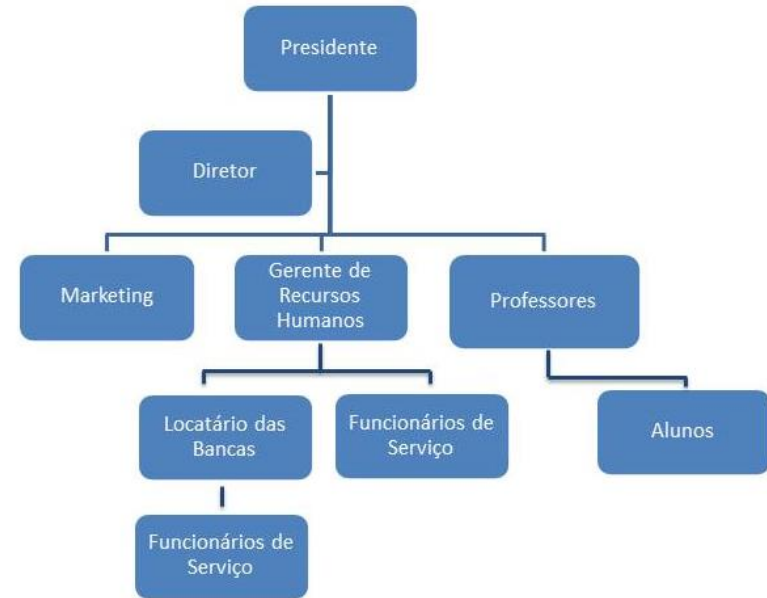 Presidente
Diretor
Marketing
Gerente de
Recursos
Humanos
Professores
Locatário das
Bancas
Funcionários de
Serviço
Alunos
Funcionários de
Serviço